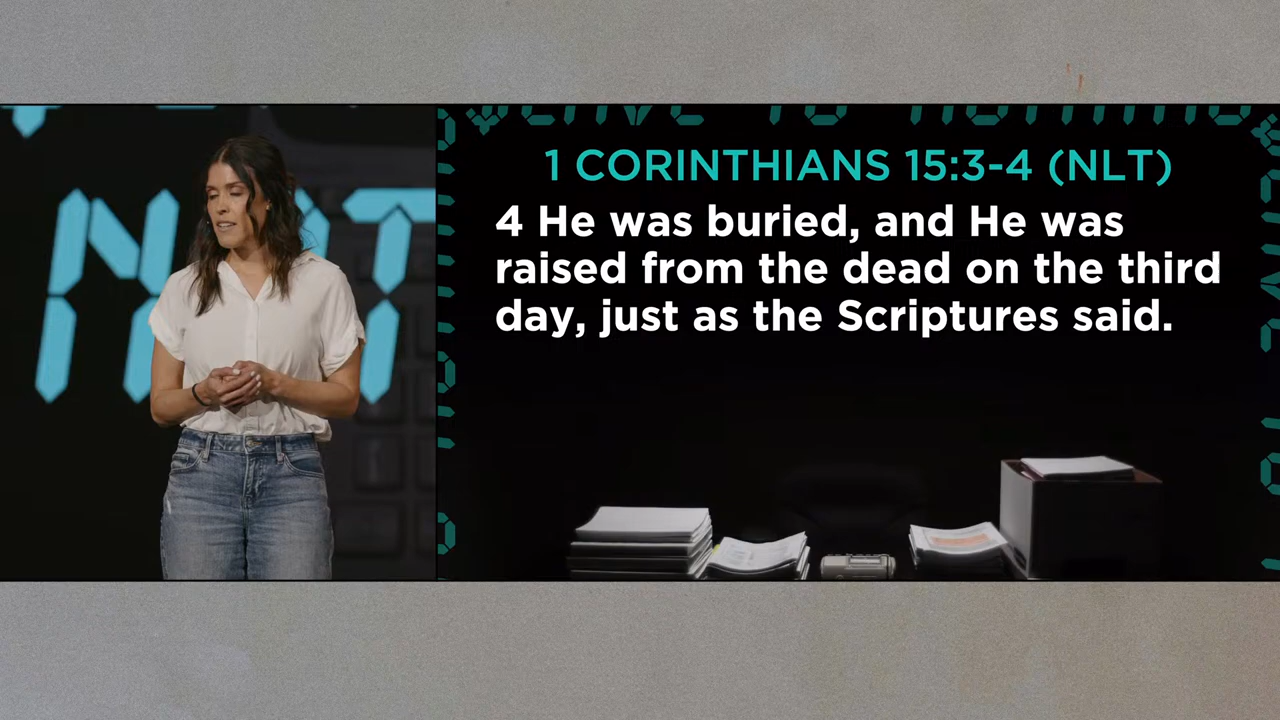 1 CORINTHIANS 15:3-4 (NLT)
4 He was buried, and He was
raised from the dead on the third
day, just as the Scriptures said.